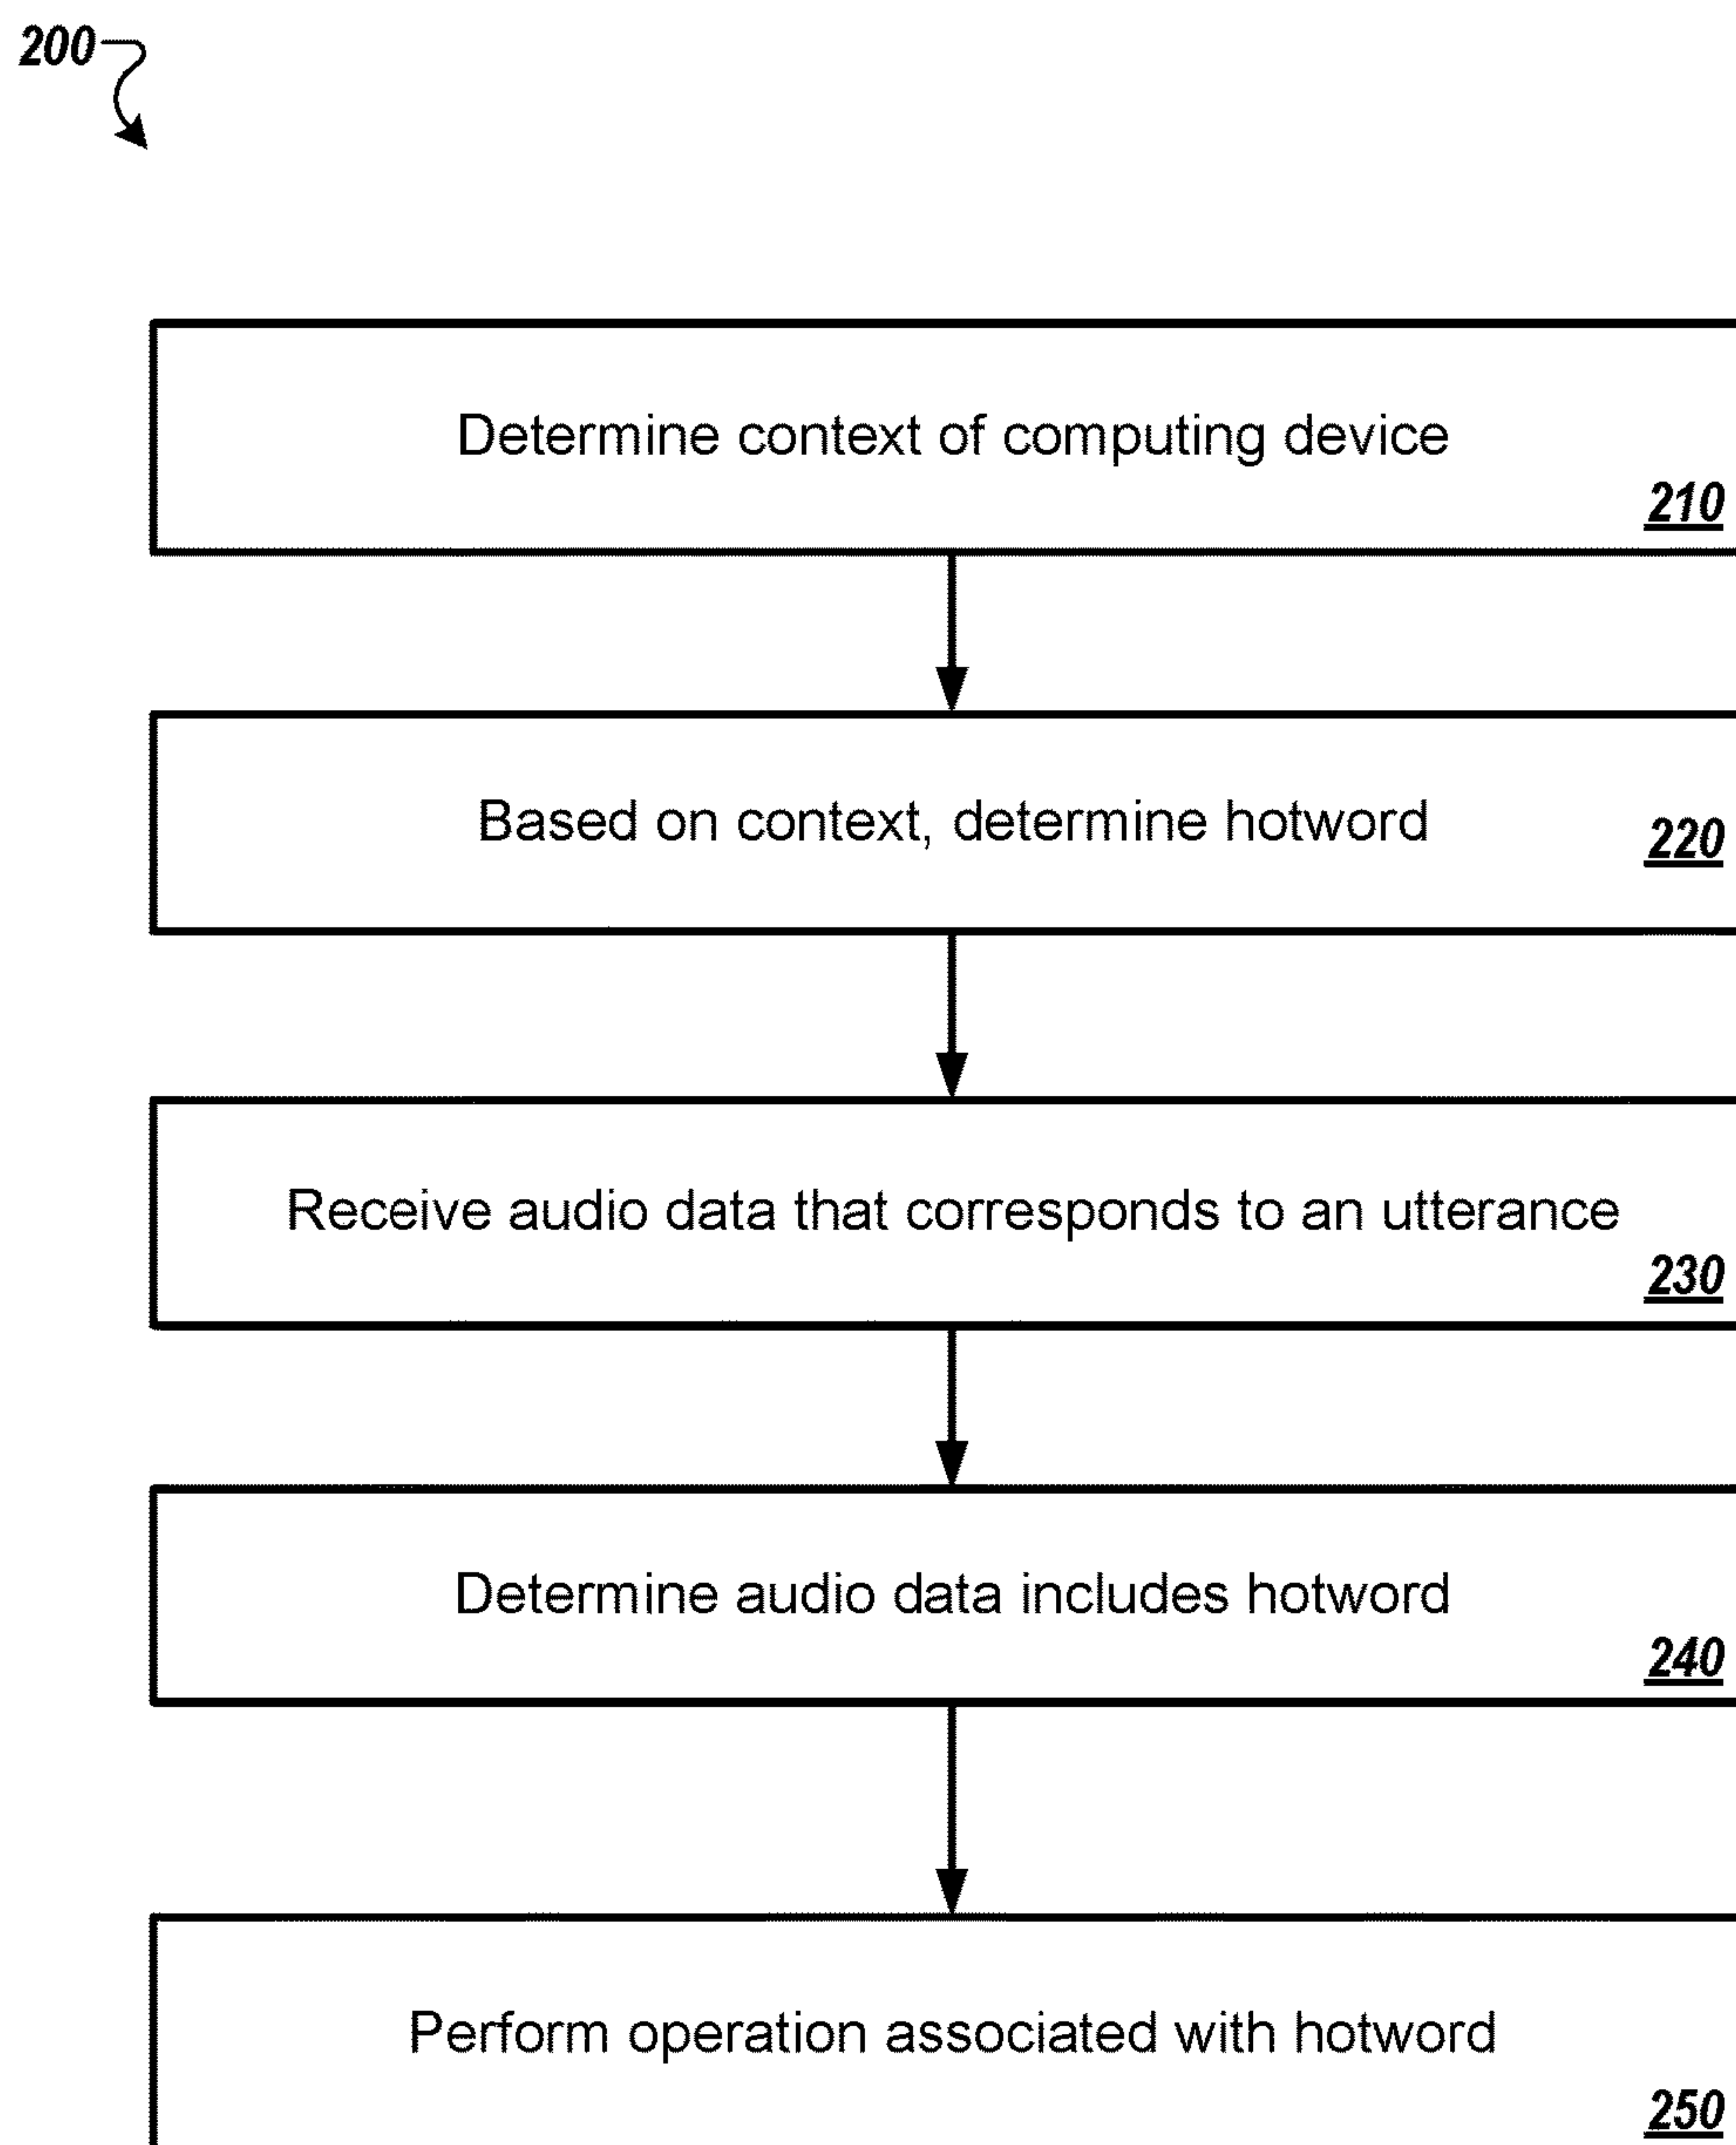 200
Determine context of computing device
210
Based on context, determine hotword
220
Receive audio data that corresponds to an utterance
230
Determine audio data includes hotword
240
Perform operation associated with hotword
250